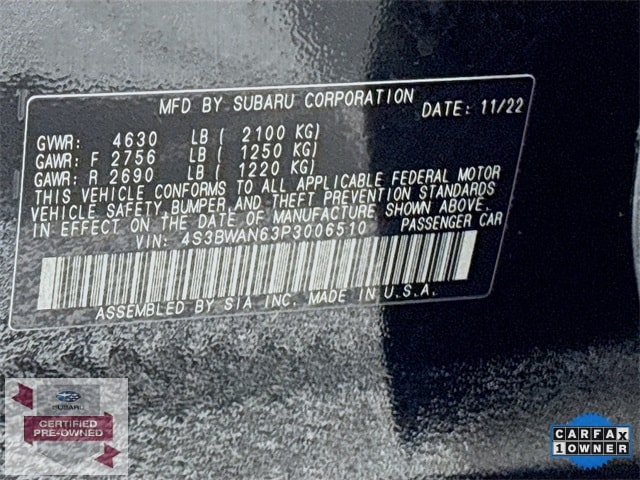 MFD BY SUBARU CORPORATION DATE: 11/22
GVWR: 4630 LB ( 2100 KG)
GAWR: F 2756 LB ( 1250 KG)
GAWR: R 2690 LB ( 1220 KG)
THIS VEHICLE CONFORMS TO ALL APPLICABLE FEDERAL MOTOR
VEHICLE SAFETY, BUMPER, AND THEFT PREVENTION STANDARDS
IN EFFECT ON THE DATE OF MANUFACTURE SHOWN ABOVE.
VIN: 4S3BWAN63P3006510 PASSENGER CAR
ASSEMBLED BY SIA INC. MADE IN U.S.A.
SUBARU
CERTIFIED
PRE-OWNED
CARFAX
1 OWNER